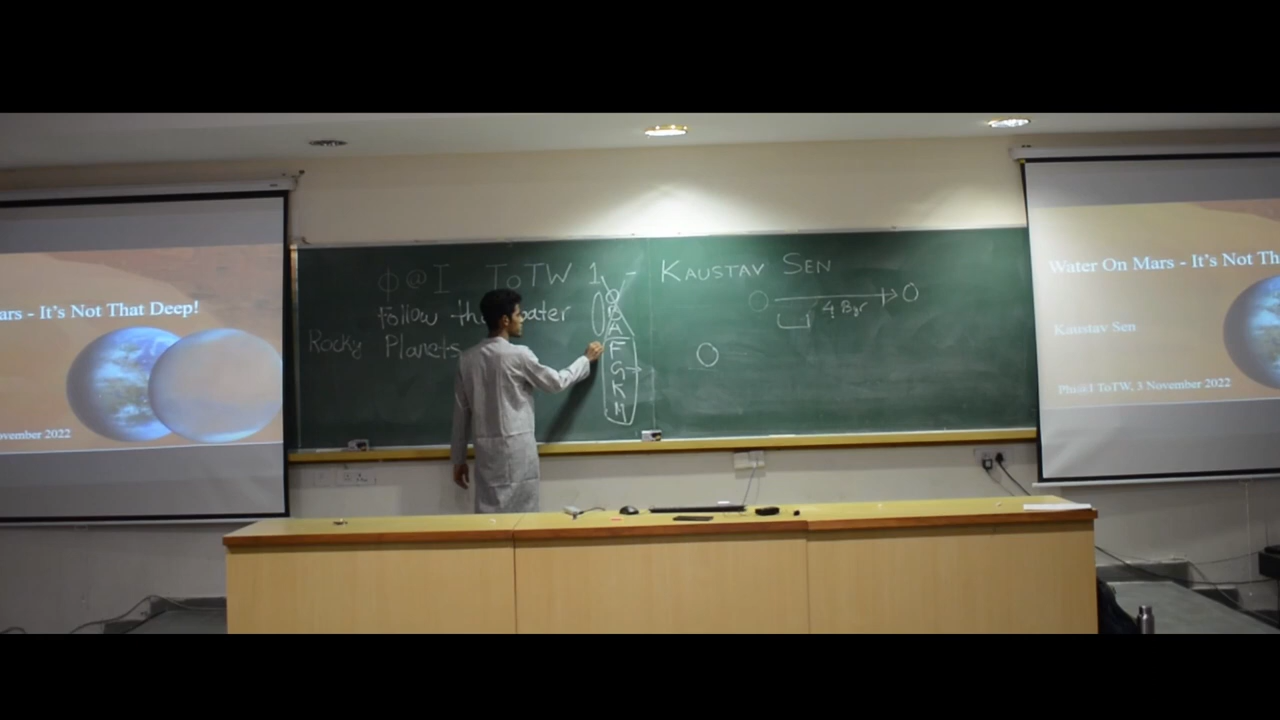 ars - It's Not That Deep!
ovember 2022
ϕ@I ToTW 1 - KAUSTAV SEN
Follow the water
Rocky Planets
O
B
A
F
G
K
M
4 Byr
Water On Mars - It's Not Th
Kaustav Sen
Phi@I ToTW, 3 November 2022